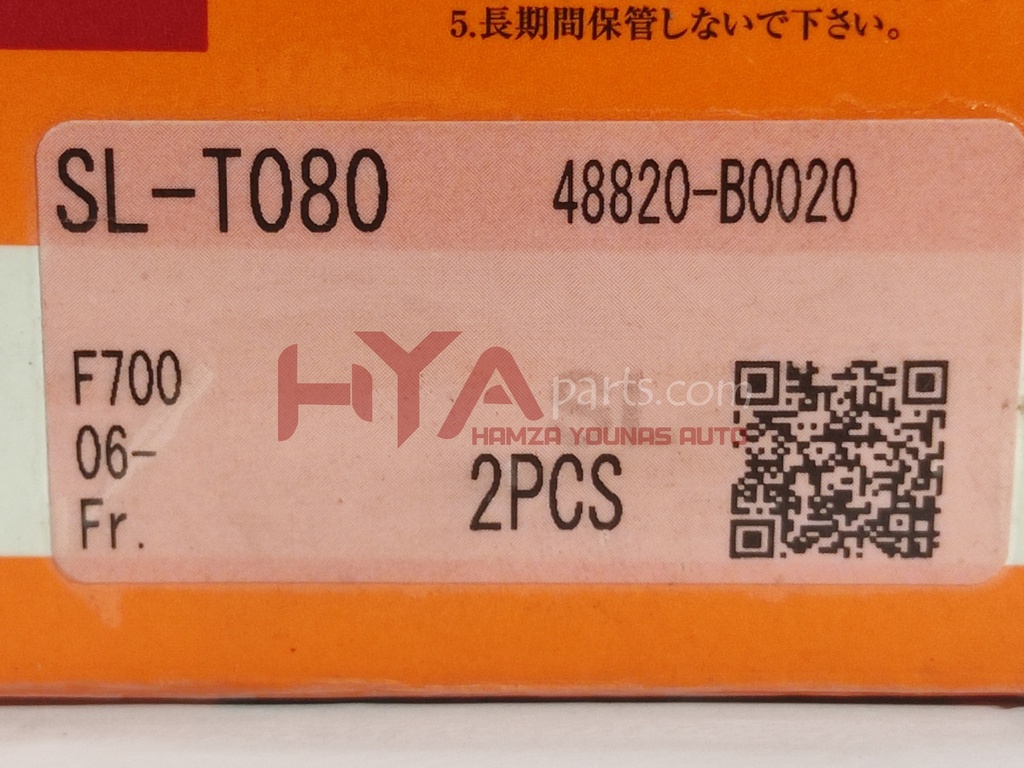 5.長期間保管しないで下さい。
SL-T080 48820-B0020
F700
HYA parts.com
HAMZA YOUNAS AUTO
06-
2PCS
Fr.